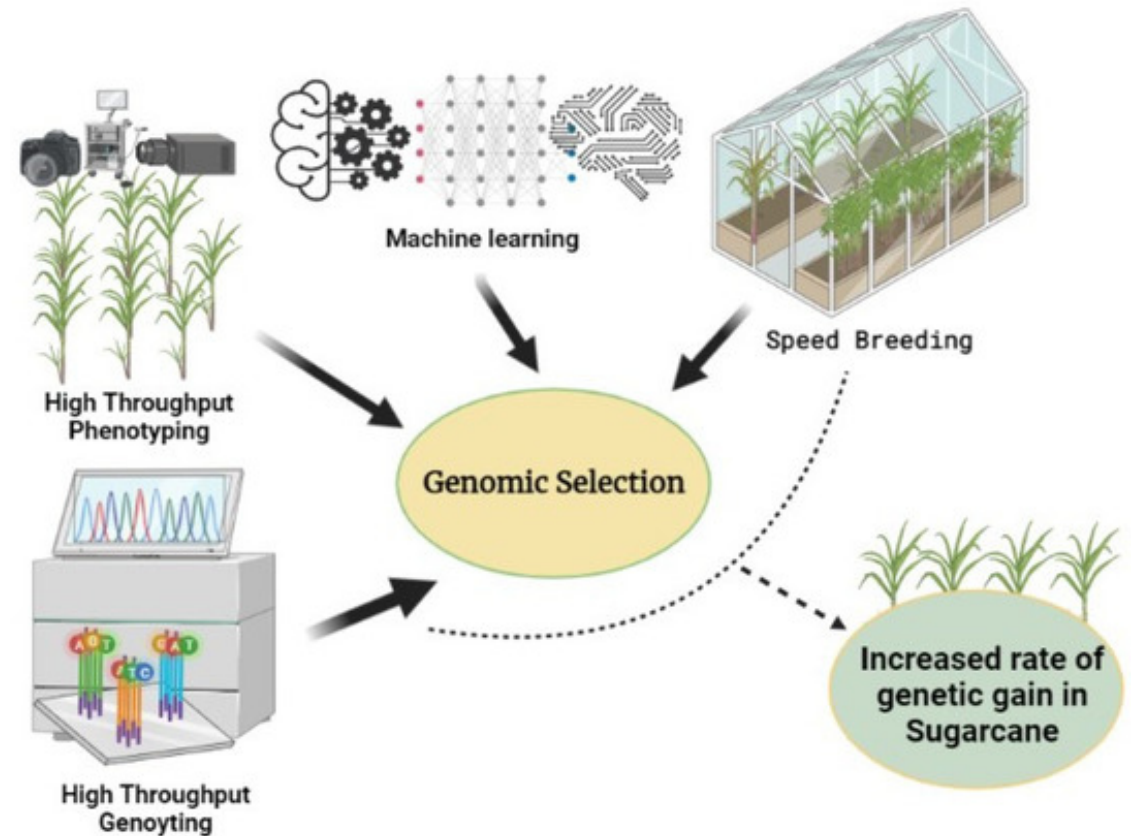 Machine learning
Speed Breeding
High Throughput
Phenotyping
Genomic Selection
A G T
G A T
A T C
Increased rate of
genetic gain in
Sugarcane
High Throughput
Genoyting